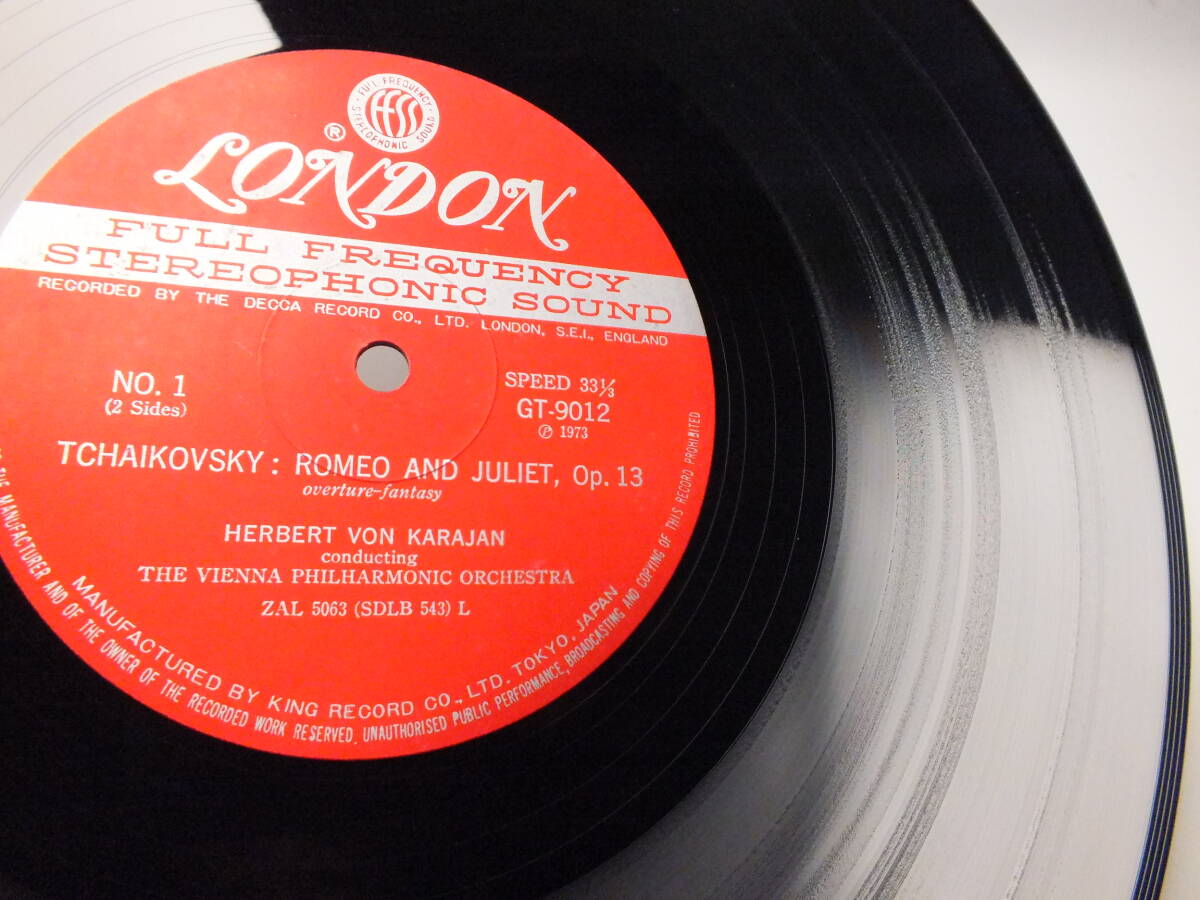 FULL FREQUENCY
ffss
STEREOPHONIC SOUND
®
LONDON
FULL FREQUENCY
STEREOPHONIC SOUND
RECORDED BY THE DECCA RECORD CO., LTD. LONDON, S.E.I., ENGLAND
NO. 1
(2 Sides)
SPEED 33⅓
GT-9012
Ⓟ 1973
TCHAIKOVSKY : ROMEO AND JULIET, Op. 13
overture-fantasy
HERBERT VON KARAJAN
conducting
THE VIENNA PHILHARMONIC ORCHESTRA
ZAL 5063 (SDLB 543) L
MANUFACTURED BY KING RECORD CO., LTD. TOKYO, JAPAN
THE MANUFACTURER AND OF THE OWNER OF THE RECORDED WORK RESERVED, UNAUTHORISED PUBLIC PERFORMANCE, BROADCASTING AND COPYING OF THIS RECORD PROHIBITED